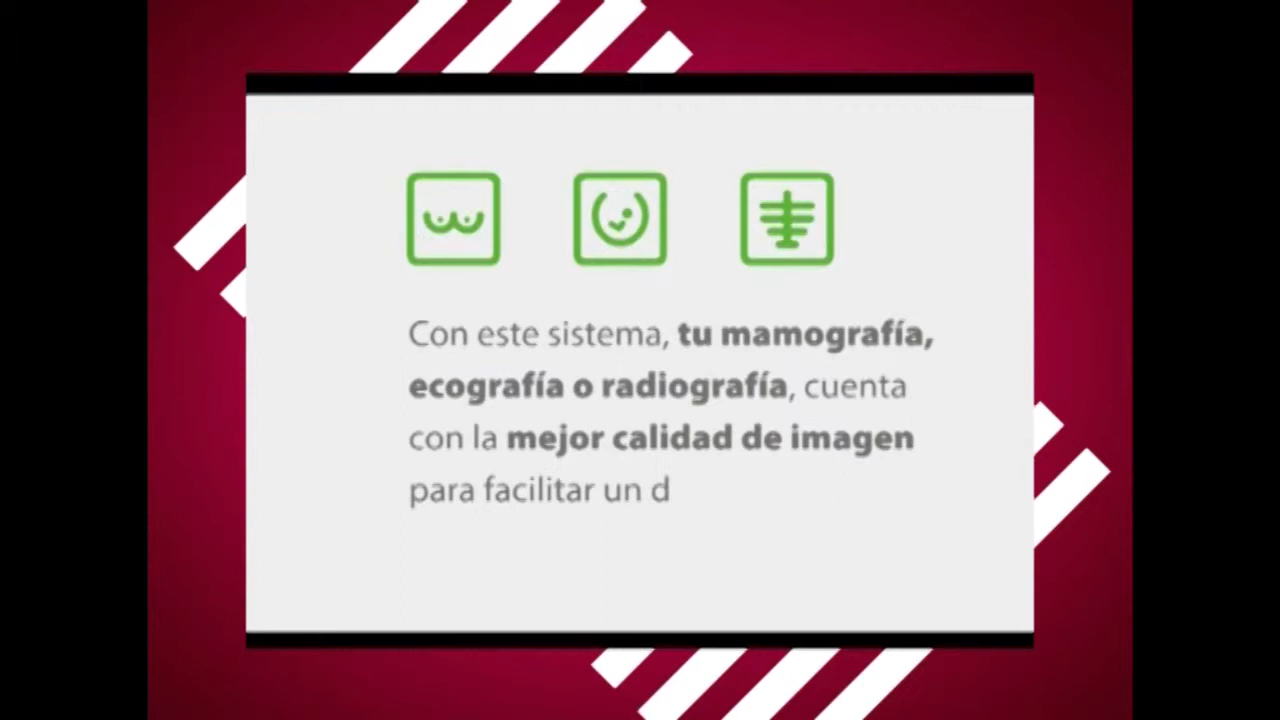 Con este sistema, tu mamografía,
ecografía o radiografía, cuenta
con la mejor calidad de imagen
para facilitar un d